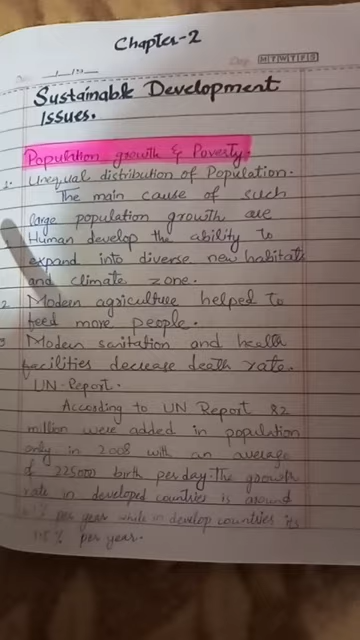 Chapter-2
M T W T F S
Sustainable Development
Issues.
Population growth & Poverty.
1. Unequal distribution of Population.
The main cause of such
large population growth are
Human develop the ability to
expand into diverse new habitats
and climate zone.
2. Modern agriculture helped to
feed more people.
3 Modern sanitation and health
facilities decrease death rate.
UN-Report.
According to UN Report 82
million were added in population
only in 2008 with an average
of 225000 birth per day. The growth
rate in developed countries is around
per year while in develop countries its
per year.